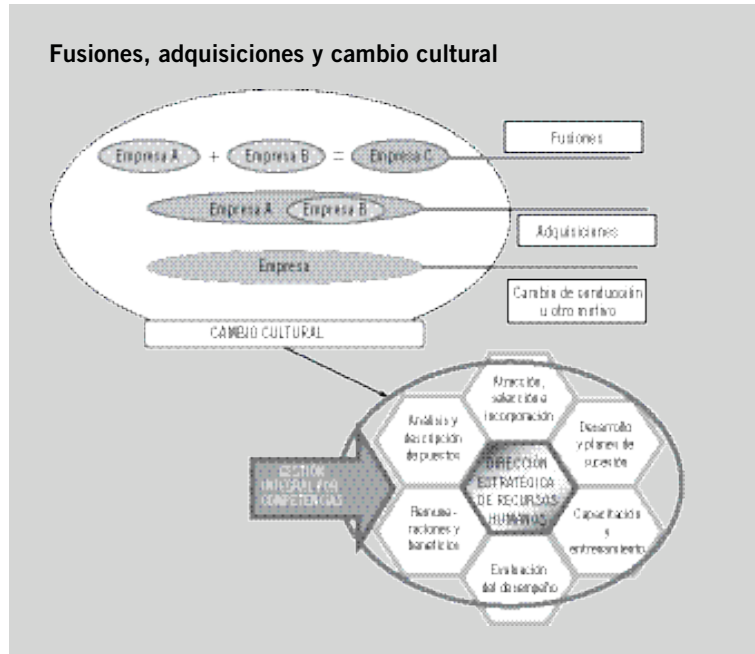 Fusiones, adquisiciones y cambio cultural
Empresa A + Empresa B = Empresa C
Fusiones
Empresa A Empresa B
Adquisiciones
Empresa
Cambio de conducción
u otro motivo
CAMBIO CULTURAL
Atracción,
selección e
incorporación
Análisis y
descripción
de puestos
Desarrollo
y planes de
sucesión
DIRECCIÓN
ESTRATÉGICA
DE RECURSOS
HUMANOS
GESTIÓN
INTEGRAL POR
COMPETENCIAS
Remune-
raciones y
beneficios
Capacitación
y
entrenamiento
Evaluación
del desempeño